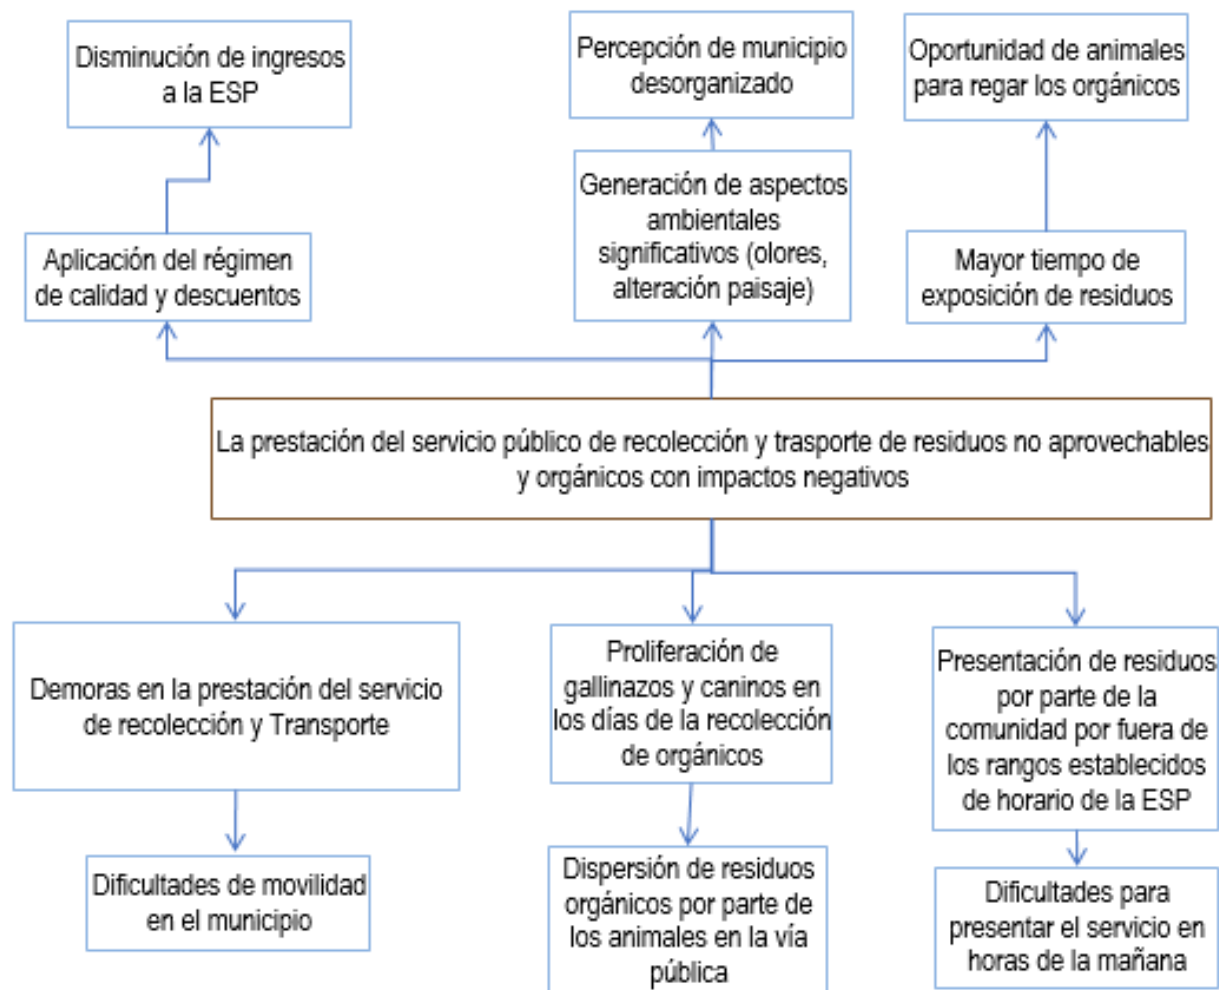 Disminución de ingresos
a la ESP
Percepción de municipio
desorganizado
Oportunidad de animales
para regar los orgánicos
Aplicación del régimen
de calidad y descuentos
Generación de aspectos
ambientales
significativos (olores,
alteración paisaje)
Mayor tiempo de
exposición de residuos
La prestación del servicio público de recolección y trasporte de residuos no aprovechables
y orgánicos con impactos negativos
Demoras en la prestación del servicio
de recolección y Transporte
Proliferación de
gallinazos y caninos en
los días de la recolección
de orgánicos
Presentación de residuos
por parte de la
comunidad por fuera de
los rangos establecidos
de horario de la ESP
Dificultades de movilidad
en el municipio
Dispersión de residuos
orgánicos por parte de
los animales en la vía
pública
Dificultades para
presentar el servicio en
horas de la mañana